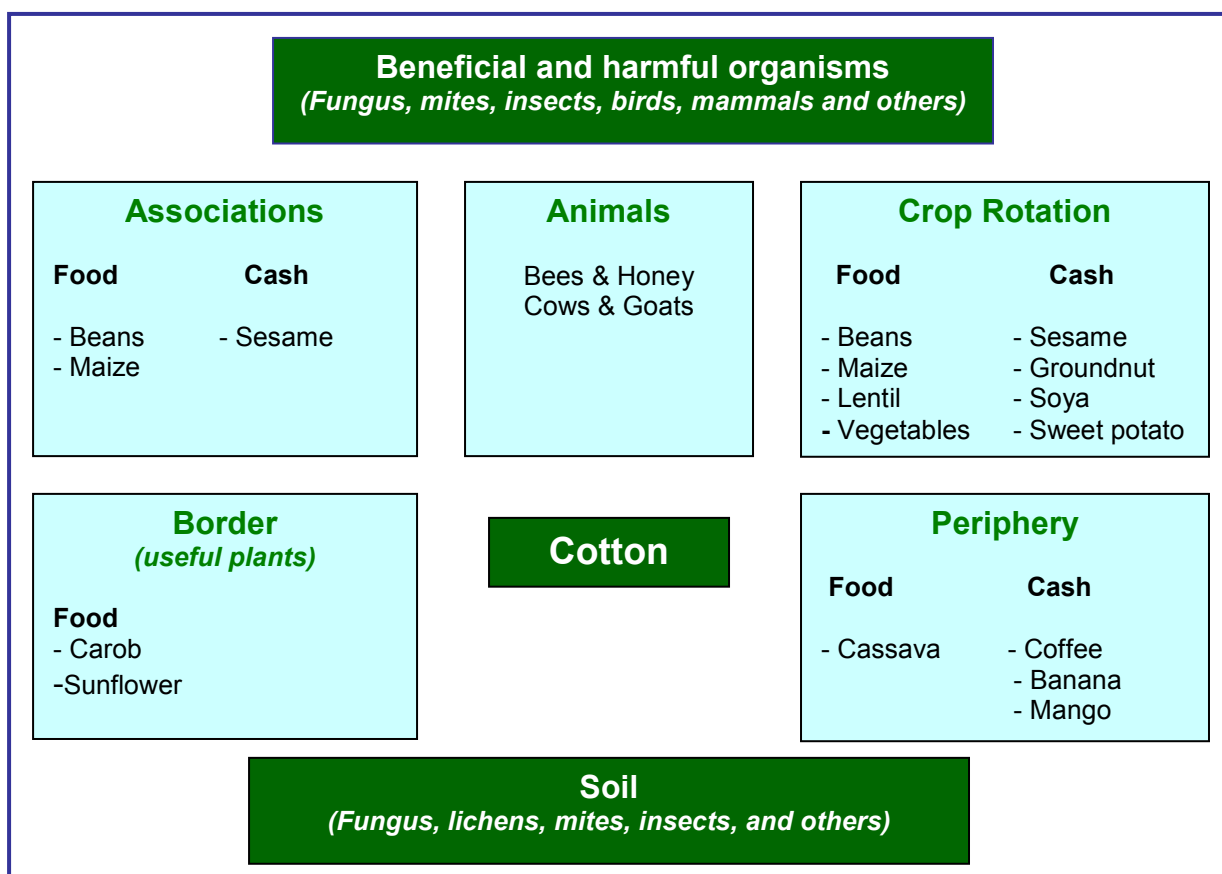 Beneficial and harmful organisms
(Fungus, mites, insects, birds, mammals and others)
Associations
Food Cash
- Beans - Sesame
- Maize
Animals
Bees & Honey
Cows & Goats
Crop Rotation
Food Cash
- Beans - Sesame
- Maize - Groundnut
- Lentil - Soya
- Vegetables - Sweet potato
Border
(useful plants)
Food
- Carob
-Sunflower
Cotton
Periphery
Food Cash
- Cassava - Coffee
- Banana
- Mango
Soil
(Fungus, lichens, mites, insects, and others)